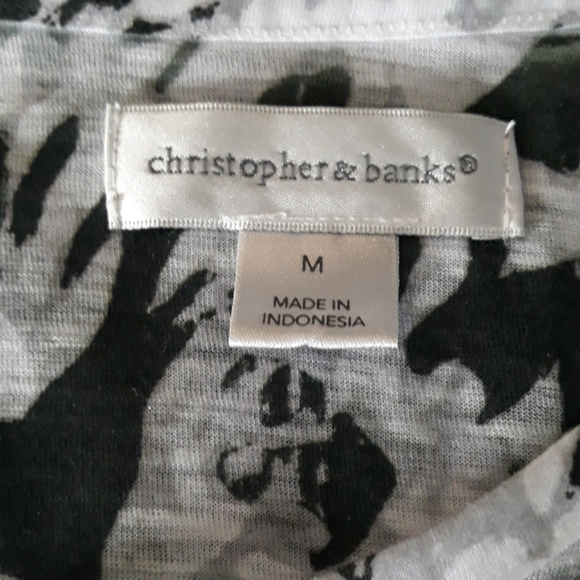 christopher & banks®
M
MADE IN
INDONESIA